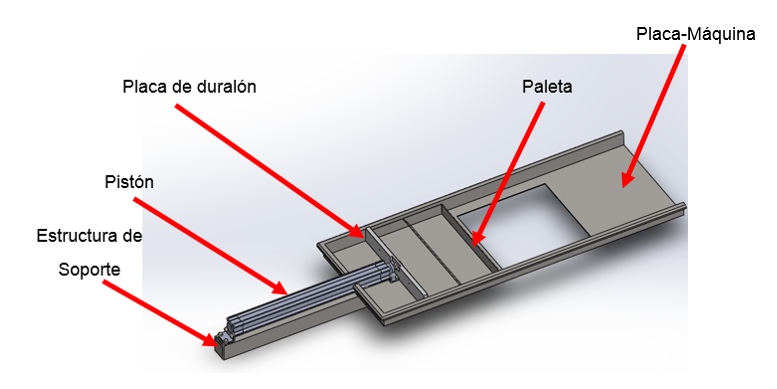 Placa-Máquina
Placa de duralón
Paleta
Pistón
Estructura de
Soporte